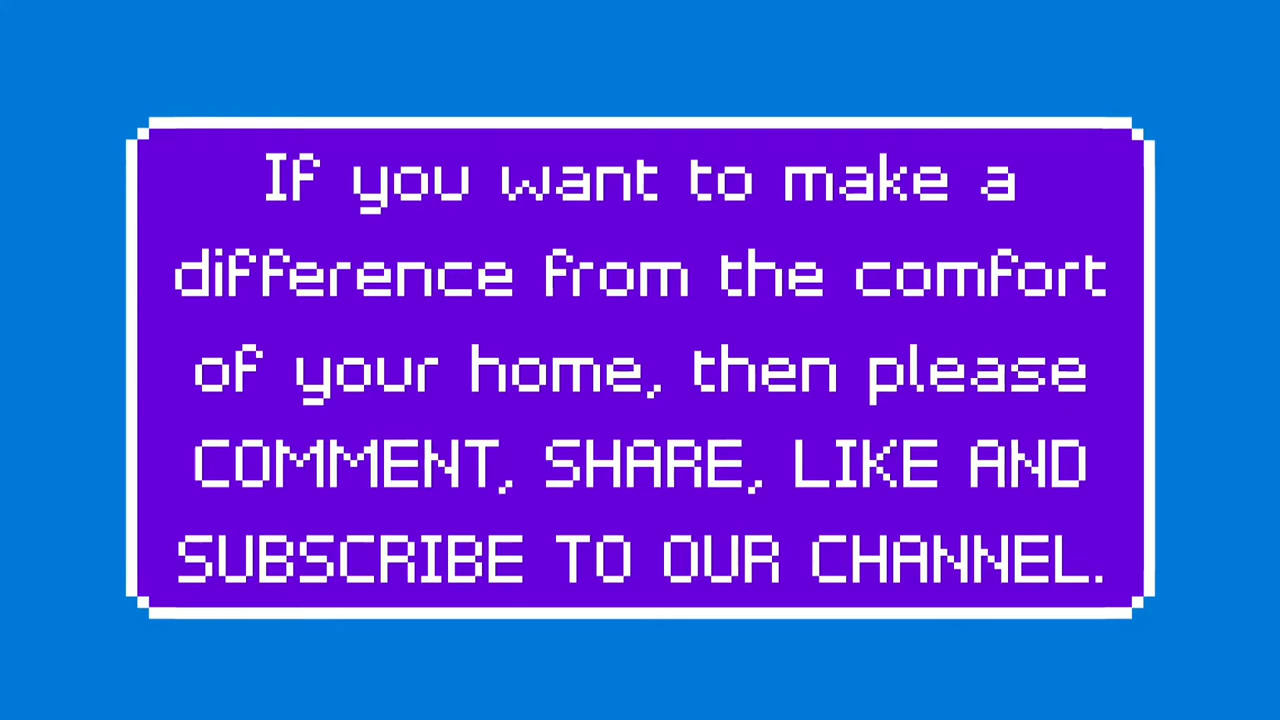 If you want to make a
difference from the comfort
of your home, then please
COMMENT, SHARE, LIKE AND
SUBSCRIBE TO OUR CHANNEL.